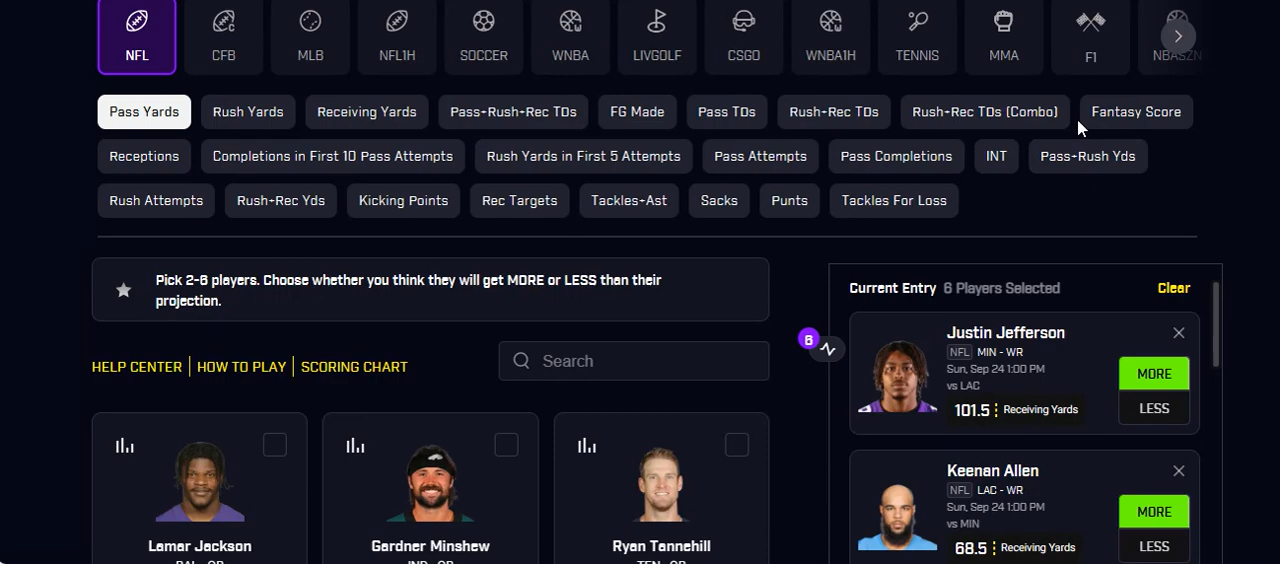 NFL CFB MLB NFL1H SOCCER WNBA LIVGOLF CSGO WNBA1H TENNIS MMA F1 NBASZN
Pass Yards Rush Yards Receiving Yards Pass+Rush+Rec TDs FG Made Pass TDs Rush+Rec TDs Rush+Rec TDs (Combo) Fantasy Score
Receptions Completions in First 10 Pass Attempts Rush Yards in First 5 Attempts Pass Attempts Pass Completions INT Pass+Rush Yds
Rush Attempts Rush+Rec Yds Kicking Points Rec Targets Tackles+Ast Sacks Punts Tackles For Loss
Pick 2-6 players. Choose whether you think they will get MORE or LESS than their
projection.
HELP CENTER HOW TO PLAY SCORING CHART
Search
Lamar Jackson Gardner Minshew Ryan Tannehill
BAL - QB IND - QB TEN - QB
Current Entry 6 Players Selected Clear
6
Justin Jefferson
NFL MIN - WR
Sun, Sep 24 1:00 PM
vs LAC
101.5 Receiving Yards
MORE
LESS
Keenan Allen
NFL LAC - WR
Sun, Sep 24 1:00 PM
vs MIN
68.5 Receiving Yards
MORE
LESS